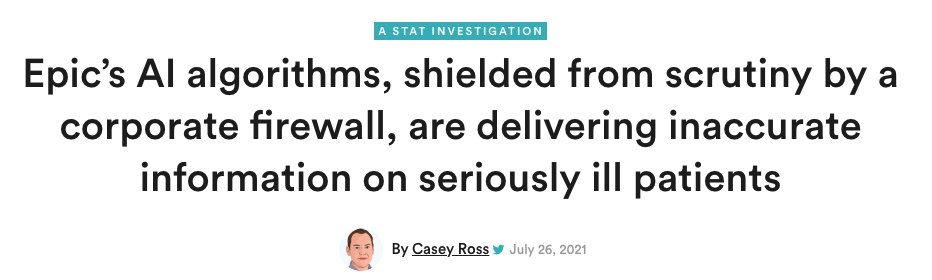 A STAT INVESTIGATION
Epic’s AI algorithms, shielded from scrutiny by a
corporate firewall, are delivering inaccurate
information on seriously ill patients
By Casey Ross July 26, 2021